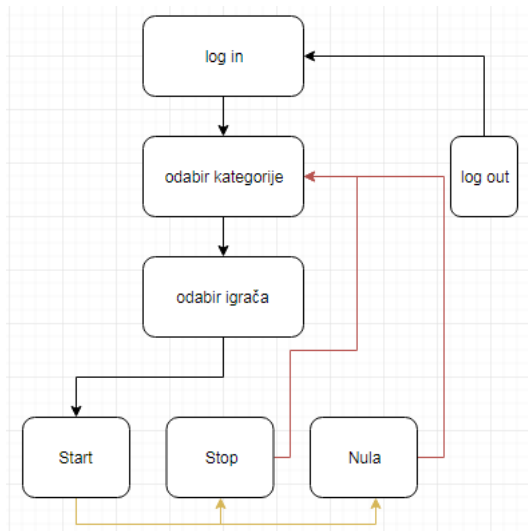 log in
odabir kategorije
log out
odabir igrača
Start
Stop
Nula